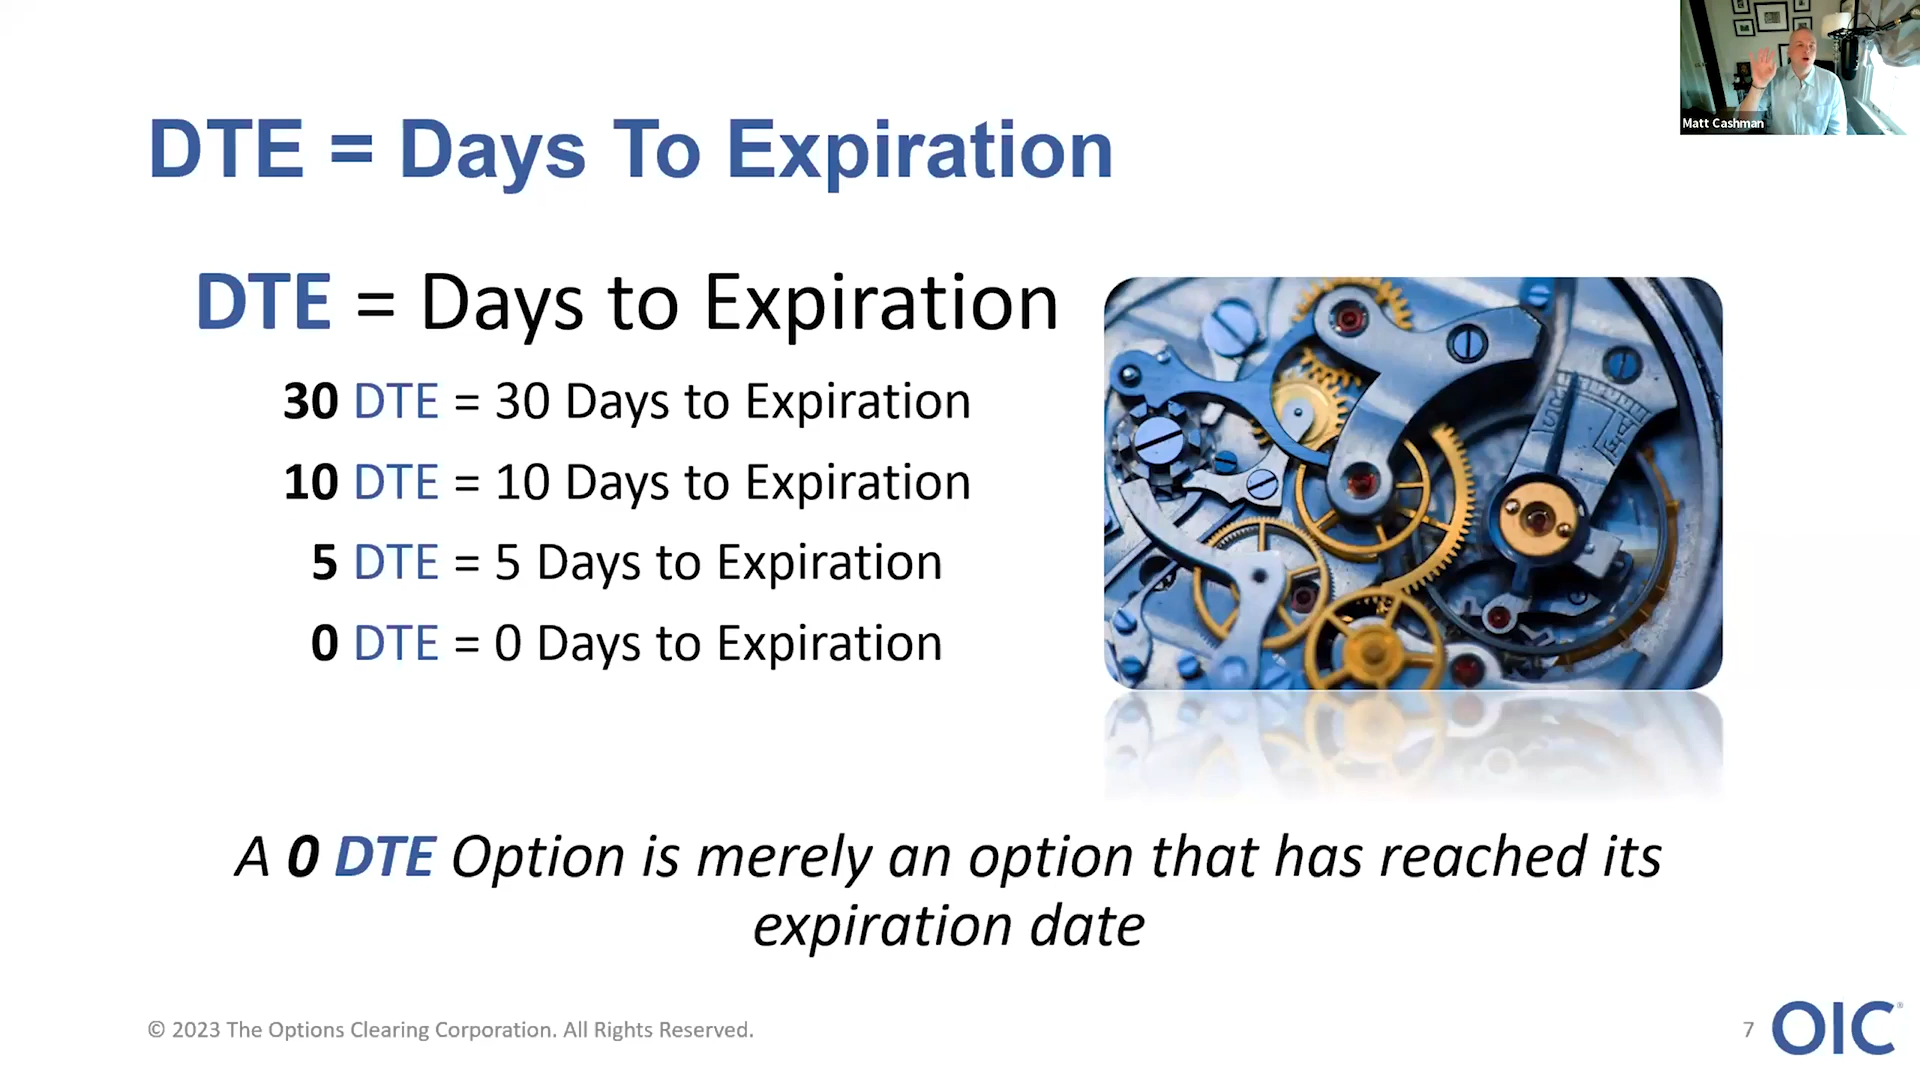 Matt Cashman
DTE = Days To Expiration
DTE = Days to Expiration
30 DTE = 30 Days to Expiration
10 DTE = 10 Days to Expiration
5 DTE = 5 Days to Expiration
0 DTE = 0 Days to Expiration
A 0 DTE Option is merely an option that has reached its
expiration date
© 2023 The Options Clearing Corporation. All Rights Reserved.
7
OIC®